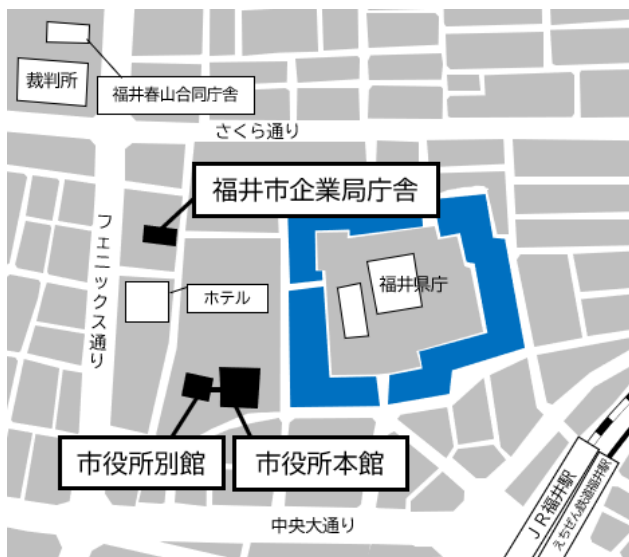 裁判所
福井春山合同庁舎
さくら通り
福井市企業局庁舎
フェニックス通り
福井県庁
ホテル
市役所別館
市役所本館
中央大通り
JR福井駅
えちぜん鉄道福井駅